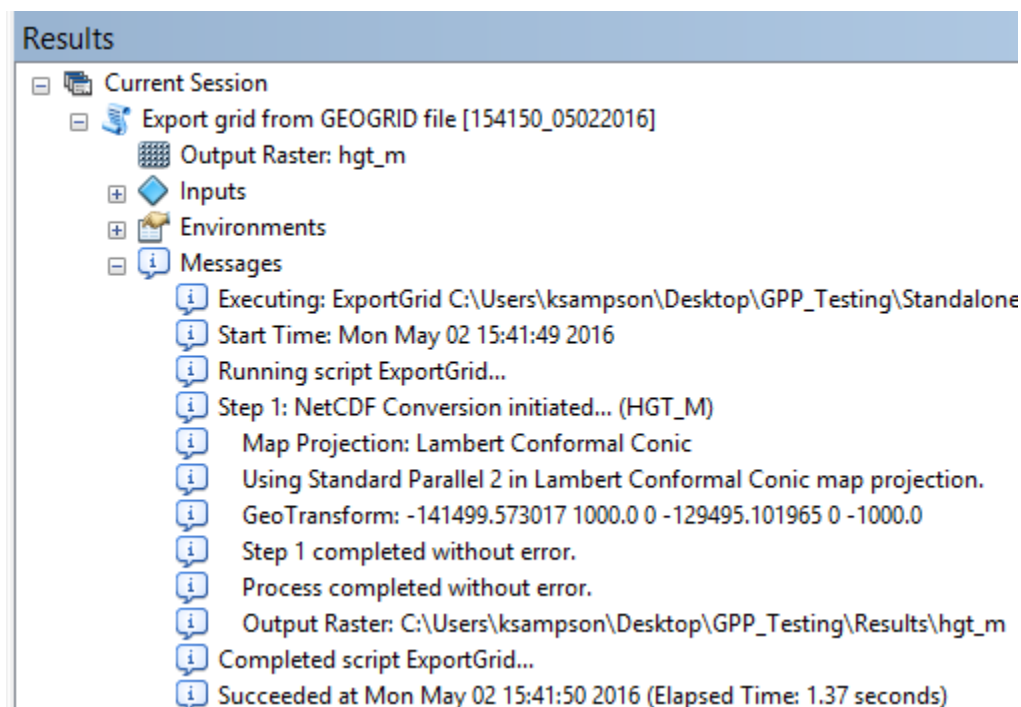 Results
Current Session
Export grid from GEOGRID file [154150_05022016]
Output Raster: hgt_m
Inputs
Environments
Messages
Executing: ExportGrid C:\Users\ksampson\Desktop\GPP_Testing\Standalone
Start Time: Mon May 02 15:41:49 2016
Running script ExportGrid...
Step 1: NetCDF Conversion initiated... (HGT_M)
Map Projection: Lambert Conformal Conic
Using Standard Parallel 2 in Lambert Conformal Conic map projection.
GeoTransform: -141499.573017 1000.0 0 -129495.101965 0 -1000.0
Step 1 completed without error.
Process completed without error.
Output Raster: C:\Users\ksampson\Desktop\GPP_Testing\Results\hgt_m
Completed script ExportGrid...
Succeeded at Mon May 02 15:41:50 2016 (Elapsed Time: 1.37 seconds)